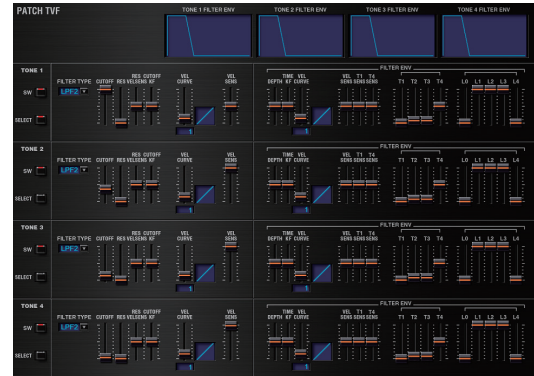 PATCH TVF
TONE 1 FILTER ENV TONE 2 FILTER ENV TONE 3 FILTER ENV TONE 4 FILTER ENV
TONE 1
FILTER ENV
RES CUTOFF VEL VEL TIME VEL VEL T1 T4
FILTER TYPE CUTOFF RES VELSENS KF CURVE SENS DEPTH KF CURVE SENS SENS SENS T1 T2 T3 T4 L0 L1 L2 L3 L4
SW LPF2
SELECT
1 1
TONE 2
FILTER ENV
RES CUTOFF VEL VEL TIME VEL VEL T1 T4
FILTER TYPE CUTOFF RES VELSENS KF CURVE SENS DEPTH KF CURVE SENS SENS SENS T1 T2 T3 T4 L0 L1 L2 L3 L4
SW LPF2
SELECT
1 1
TONE 3
FILTER ENV
RES CUTOFF VEL VEL TIME VEL VEL T1 T4
FILTER TYPE CUTOFF RES VELSENS KF CURVE SENS DEPTH KF CURVE SENS SENS SENS T1 T2 T3 T4 L0 L1 L2 L3 L4
SW LPF2
SELECT
1 1
TONE 4
FILTER ENV
RES CUTOFF VEL VEL TIME VEL VEL T1 T4
FILTER TYPE CUTOFF RES VELSENS KF CURVE SENS DEPTH KF CURVE SENS SENS SENS T1 T2 T3 T4 L0 L1 L2 L3 L4
SW LPF2
SELECT
1 1